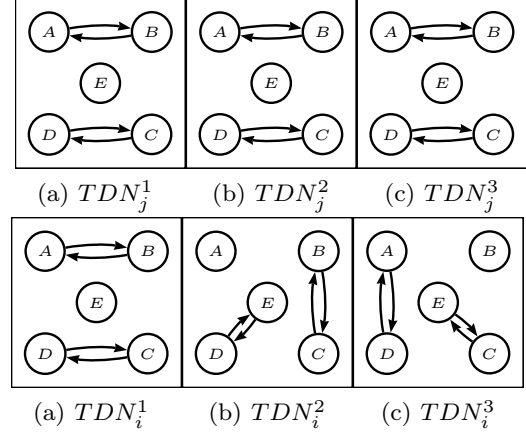 A B A B A B
E E E
D C D C D C
(a) $TDN_j^1$ (b) $TDN_j^2$ (c) $TDN_j^3$
A B A B A B
E E E
D C D C D C
(a) $TDN_i^1$ (b) $TDN_i^2$ (c) $TDN_i^3$